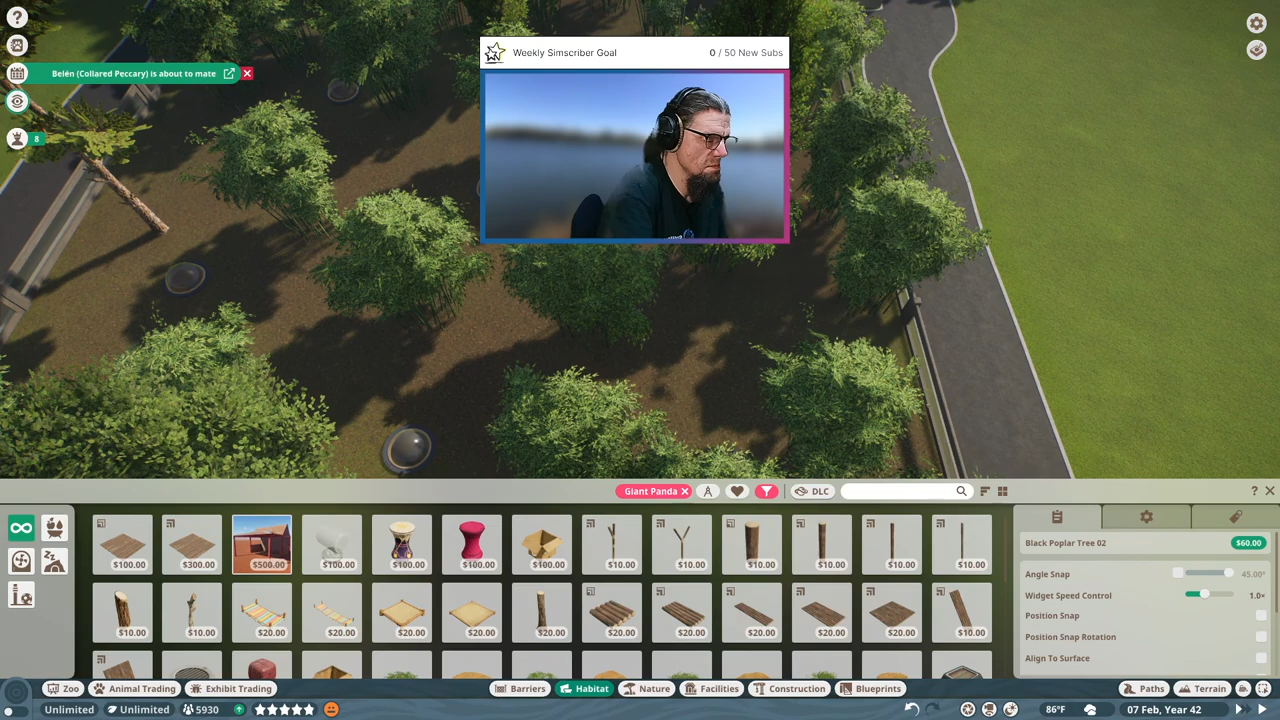 Weekly Simscriber Goal 0 / 50 New Subs
Belén (Collared Peccary) is about to mate
8
Giant Panda
DLC
?
$100.00 $300.00 $500.00 $100.00 $100.00 $100.00 $100.00 $10.00 $10.00 $10.00 $10.00 $10.00 $10.00
$10.00 $10.00 $20.00 $20.00 $20.00 $20.00 $20.00 $20.00 $20.00 $20.00 $20.00 $20.00 $10.00
Black Poplar Tree 02 $60.00
Angle Snap 45.00°
Widget Speed Control 1.0×
Position Snap
Position Snap Rotation
Align To Surface
Zoo Animal Trading Exhibit Trading Barriers Habitat Nature Facilities Construction Blueprints Paths Terrain
Unlimited Unlimited 5930 86°F 07 Feb, Year 42